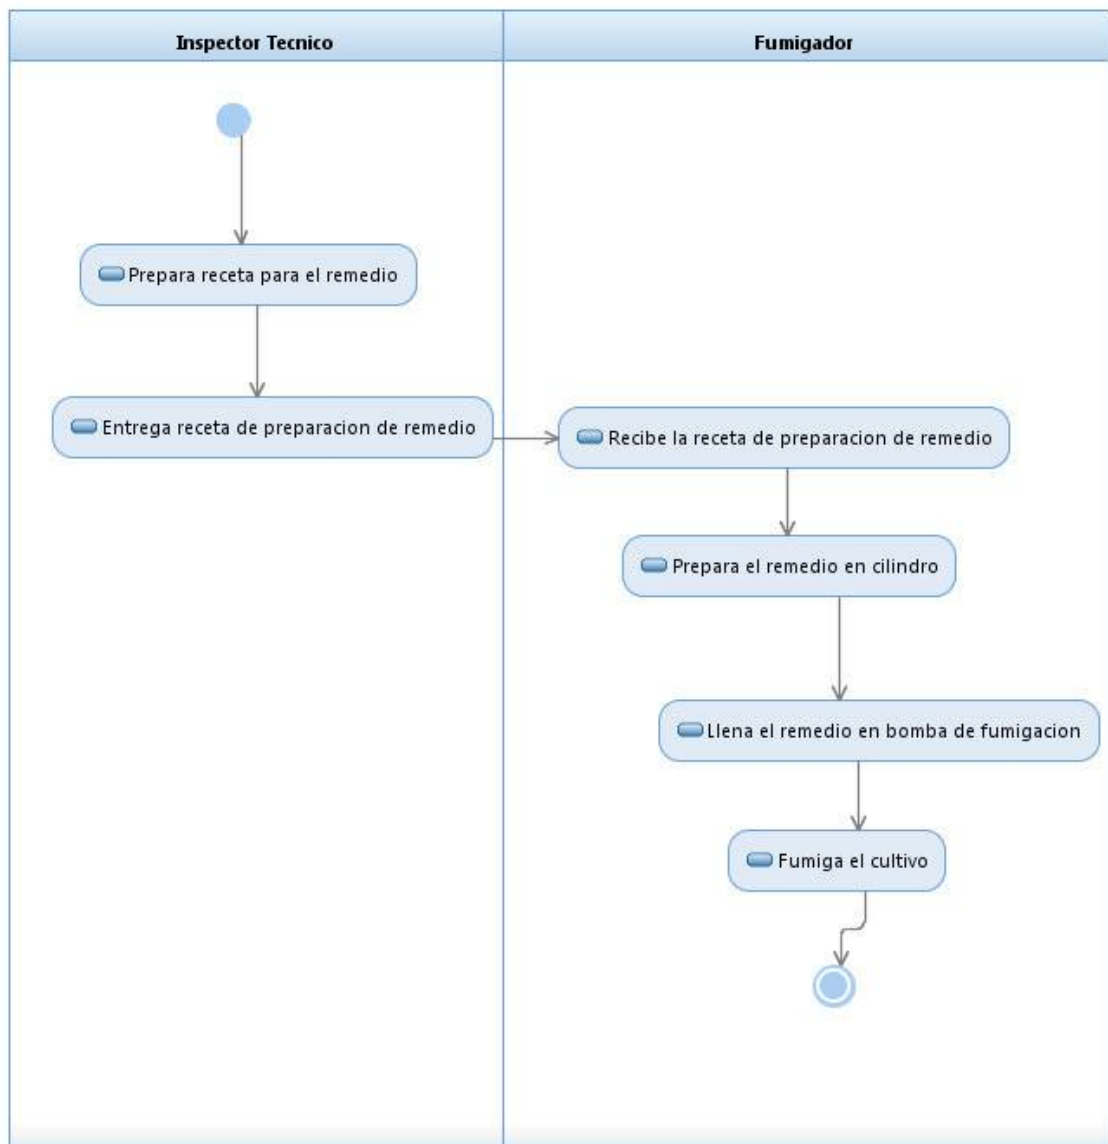 Inspector Tecnico
Fumigador
Prepara receta para el remedio
Entrega receta de preparacion de remedio
Recibe la receta de preparacion de remedio
Prepara el remedio en cilindro
Llena el remedio en bomba de fumigacion
Fumiga el cultivo